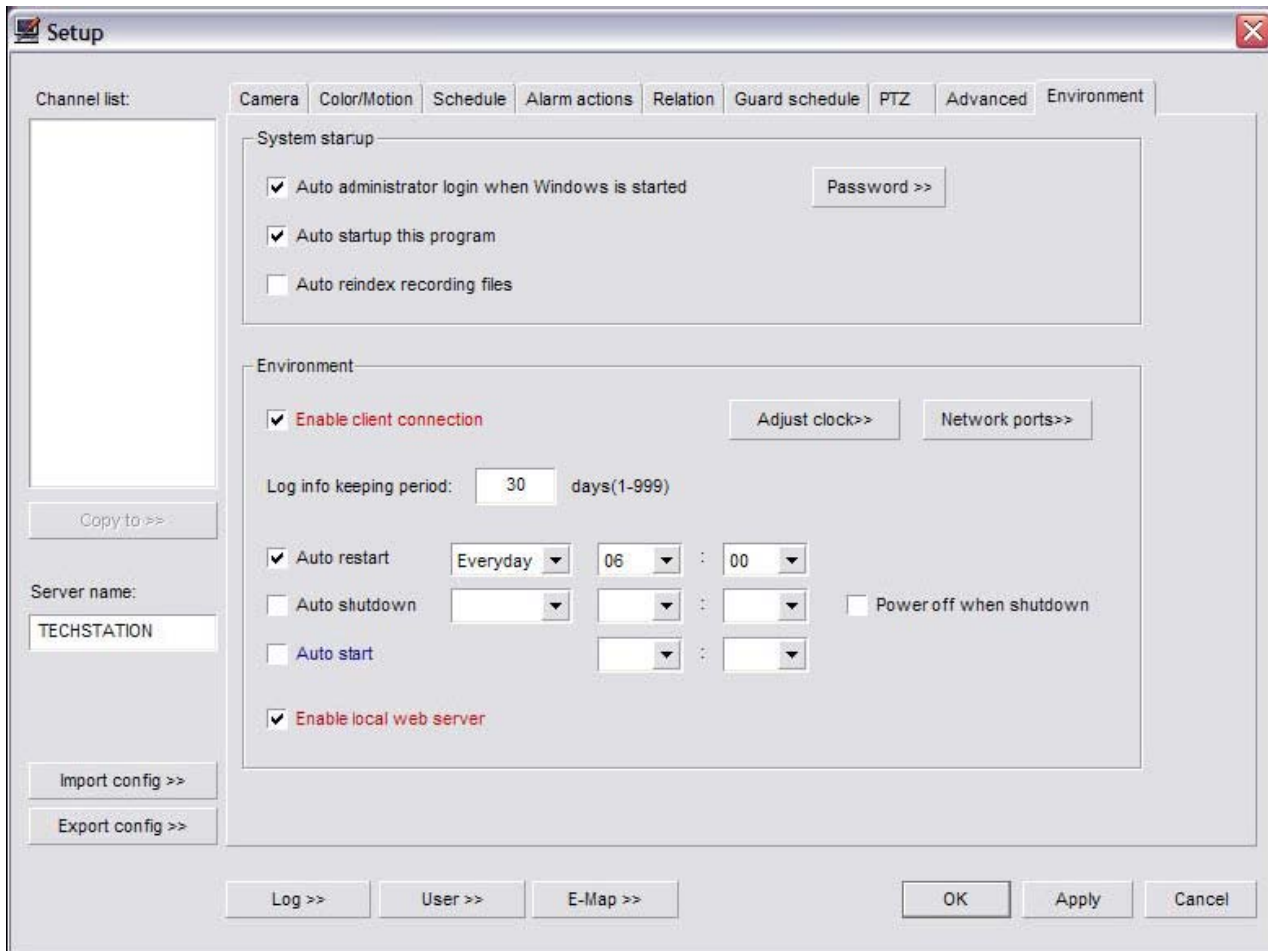 Setup
Channel list:
Camera Color/Motion Schedule Alarm actions Relation Guard schedule PTZ Advanced Environment
System startup
Auto administrator login when Windows is started Password >>
Auto startup this program
Auto reindex recording files
Environment
Enable client connection Adjust clock>> Network ports>>
Log info keeping period: 30 days(1-999)
Copy to >>
Auto restart Everyday 06 : 00
Server name:
Auto shutdown : Power off when shutdown
TECHSTATION
Auto start :
Enable local web server
Import config >>
Export config >>
Log >> User >> E-Map >> OK Apply Cancel